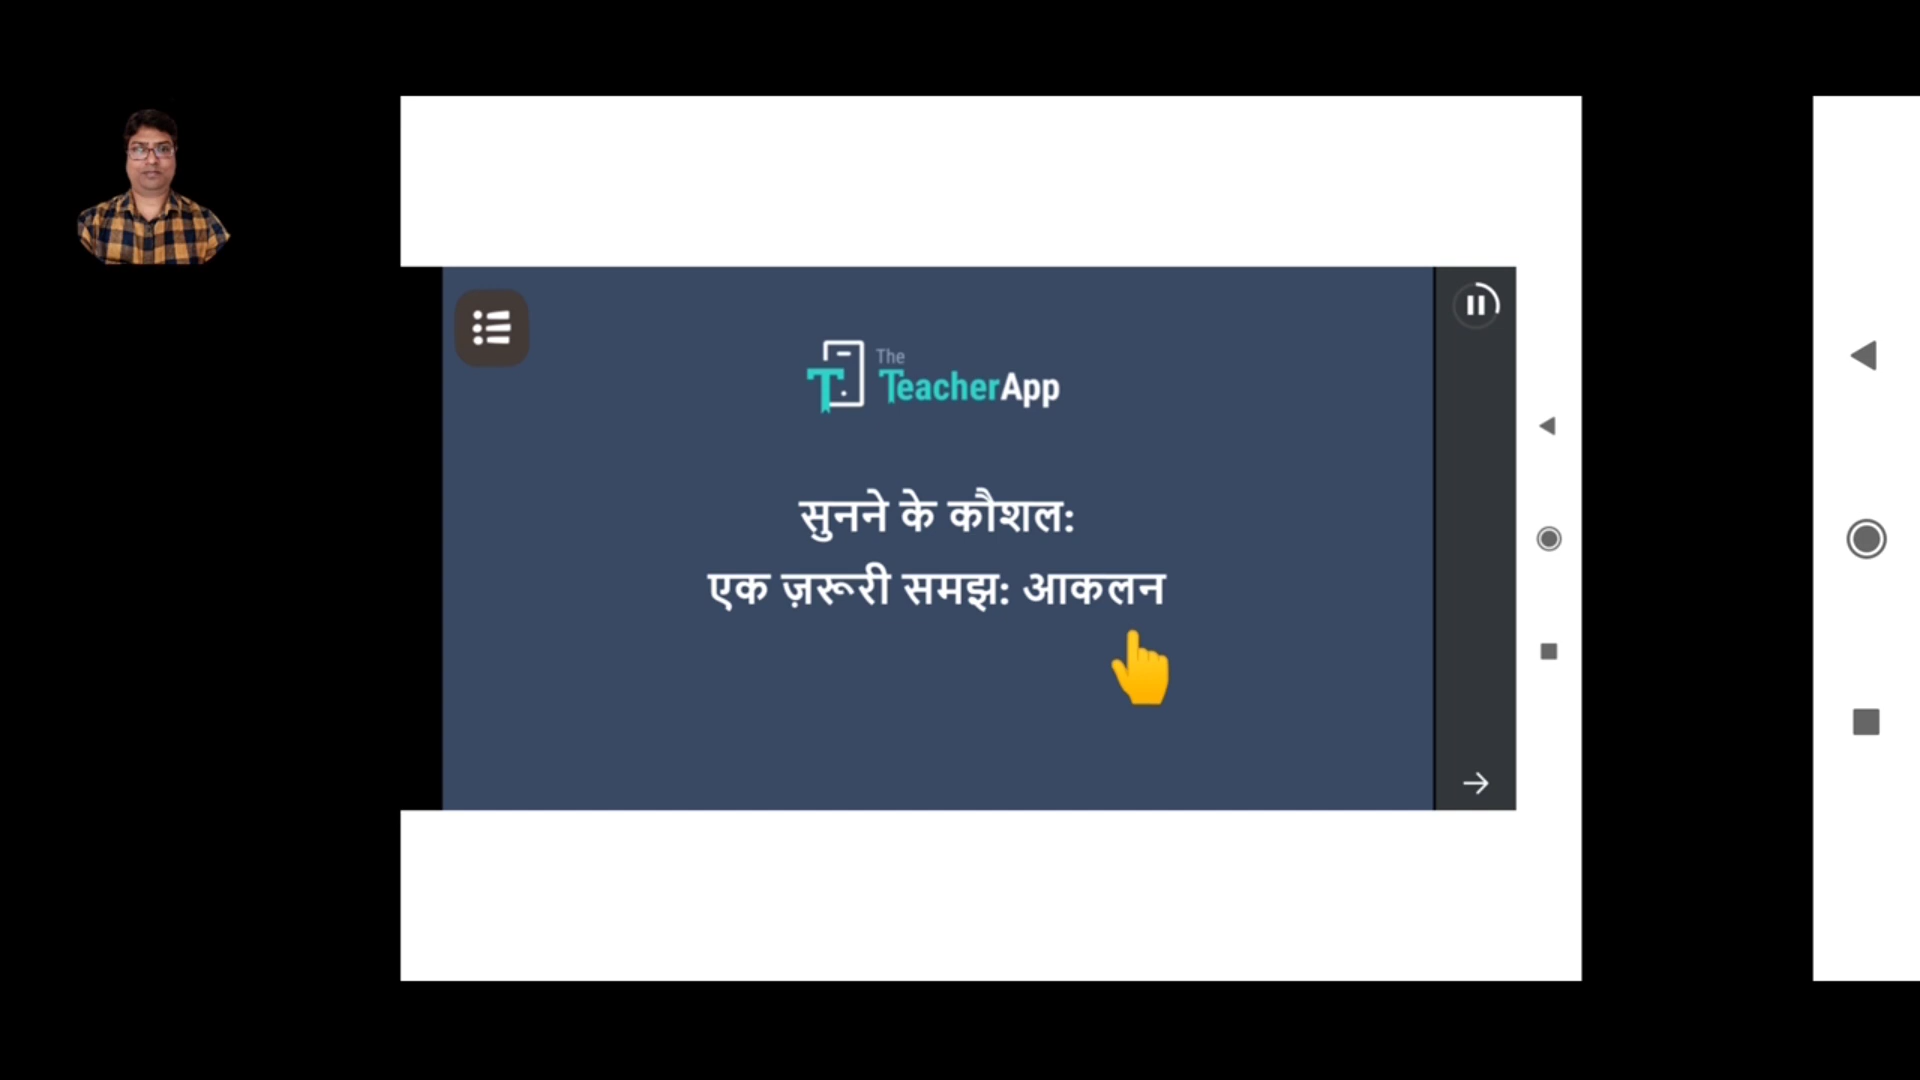 The
TeacherApp
सुनने के कौशल:
एक ज़रूरी समझ: आकलन